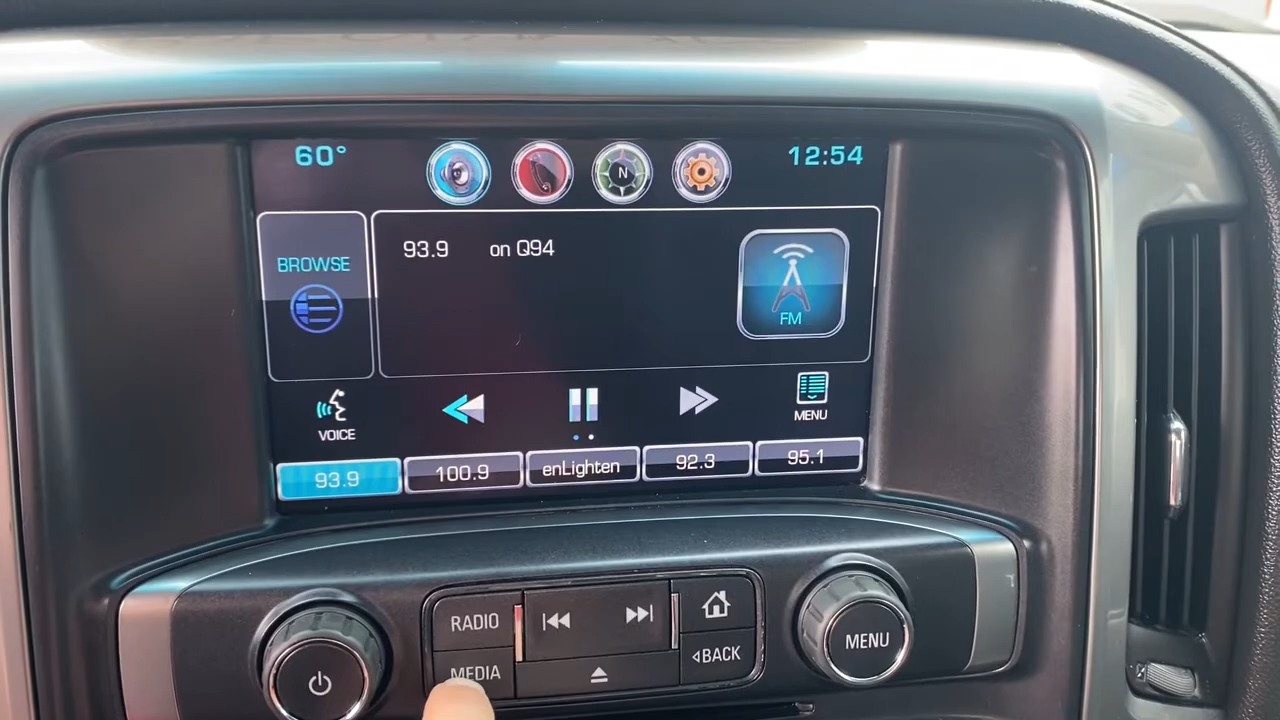 60°
N
12:54
BROWSE
93.9 on Q94
FM
VOICE
MENU
93.9
100.9
enLighten
92.3
95.1
RADIO
MEDIA
BACK
MENU